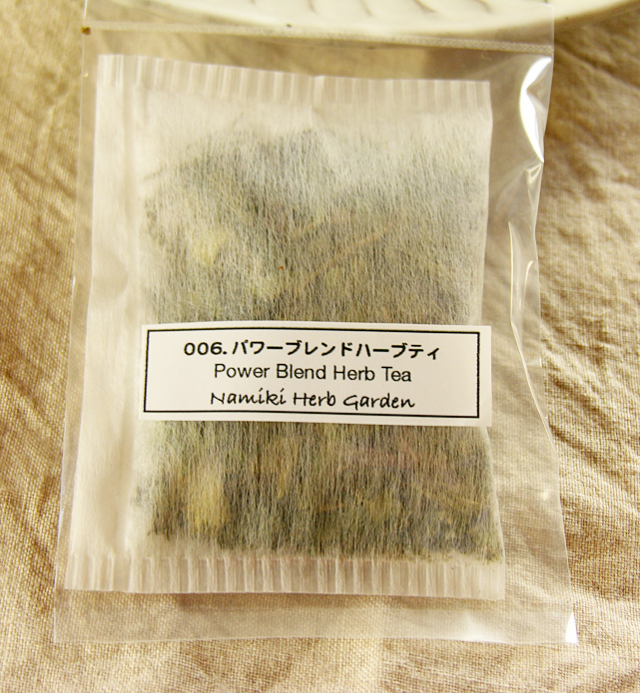 006.パワーブレンドハーブティ
Power Blend Herb Tea
Namiki Herb Garden